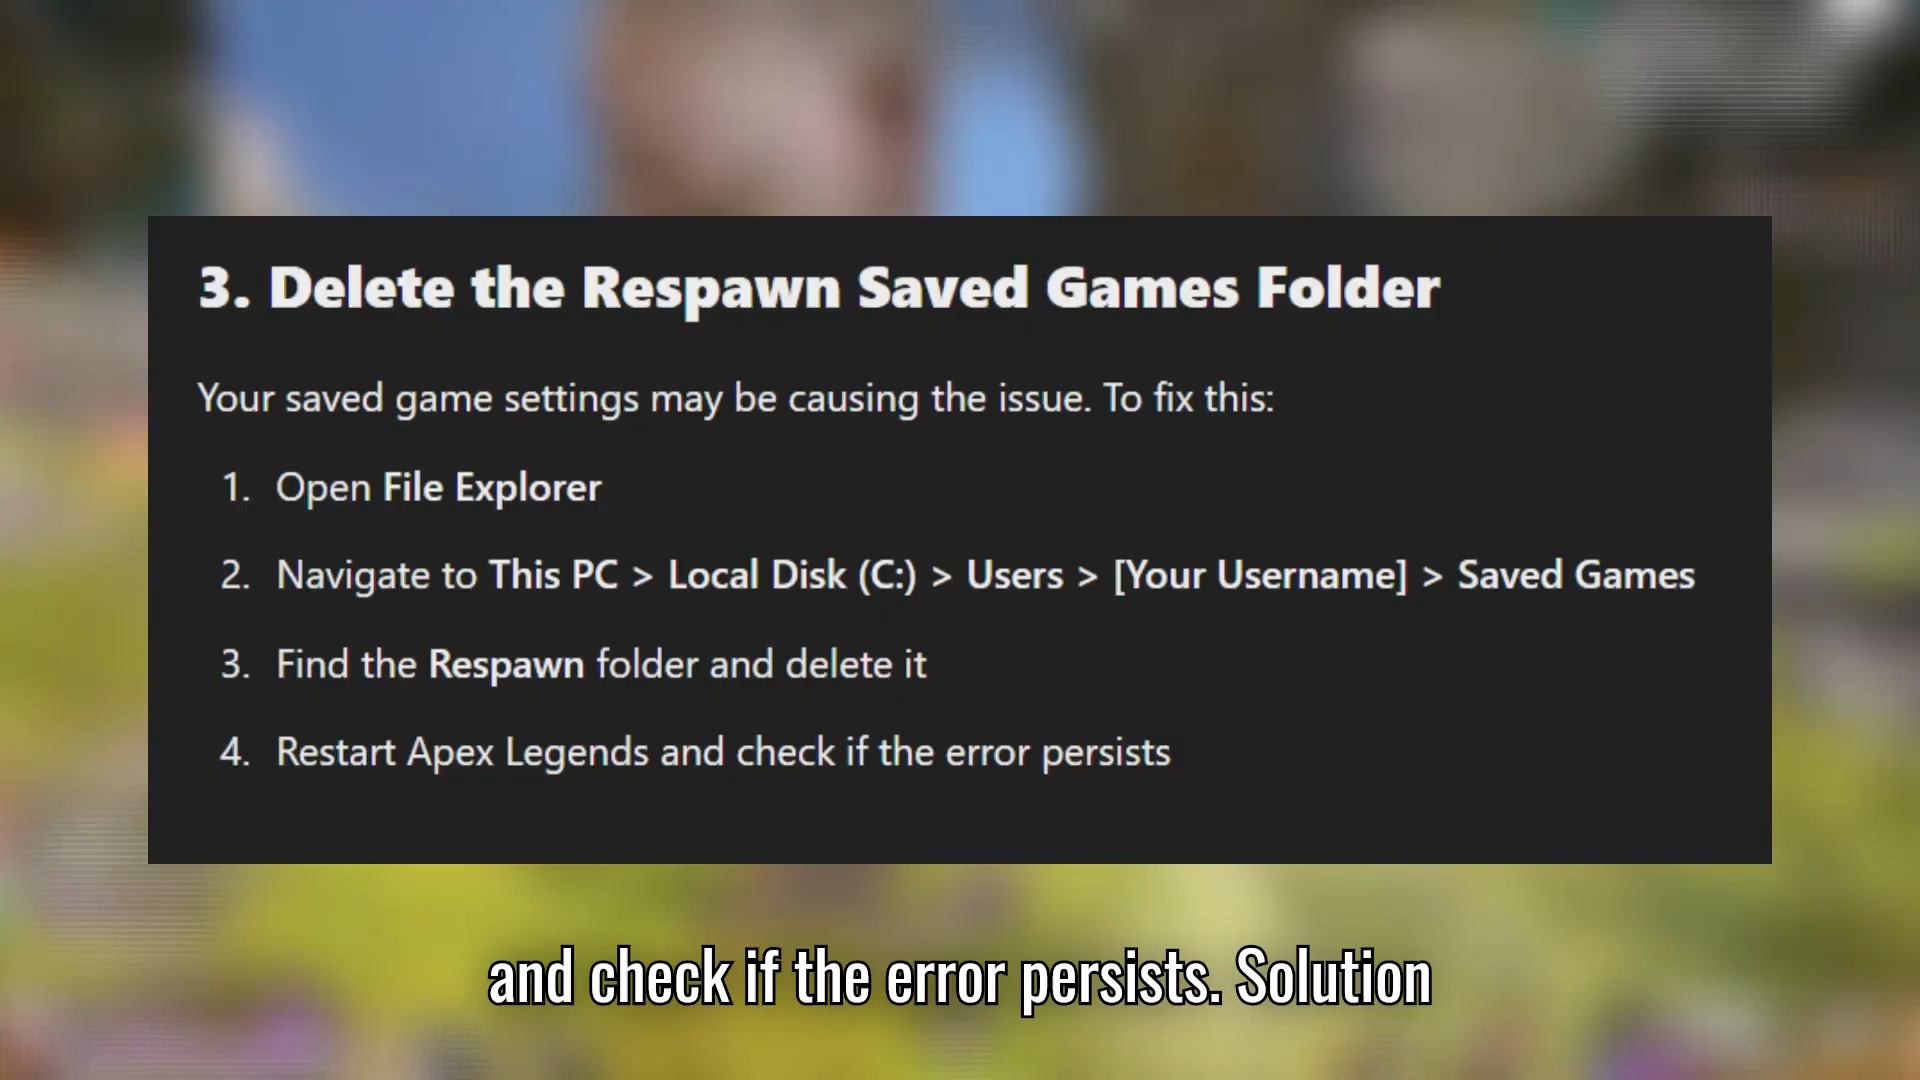 3. Delete the Respawn Saved Games Folder
Your saved game settings may be causing the issue. To fix this:
1. Open File Explorer
2. Navigate to This PC > Local Disk (C:) > Users > [Your Username] > Saved Games
3. Find the Respawn folder and delete it
4. Restart Apex Legends and check if the error persists
and check if the error persists. Solution